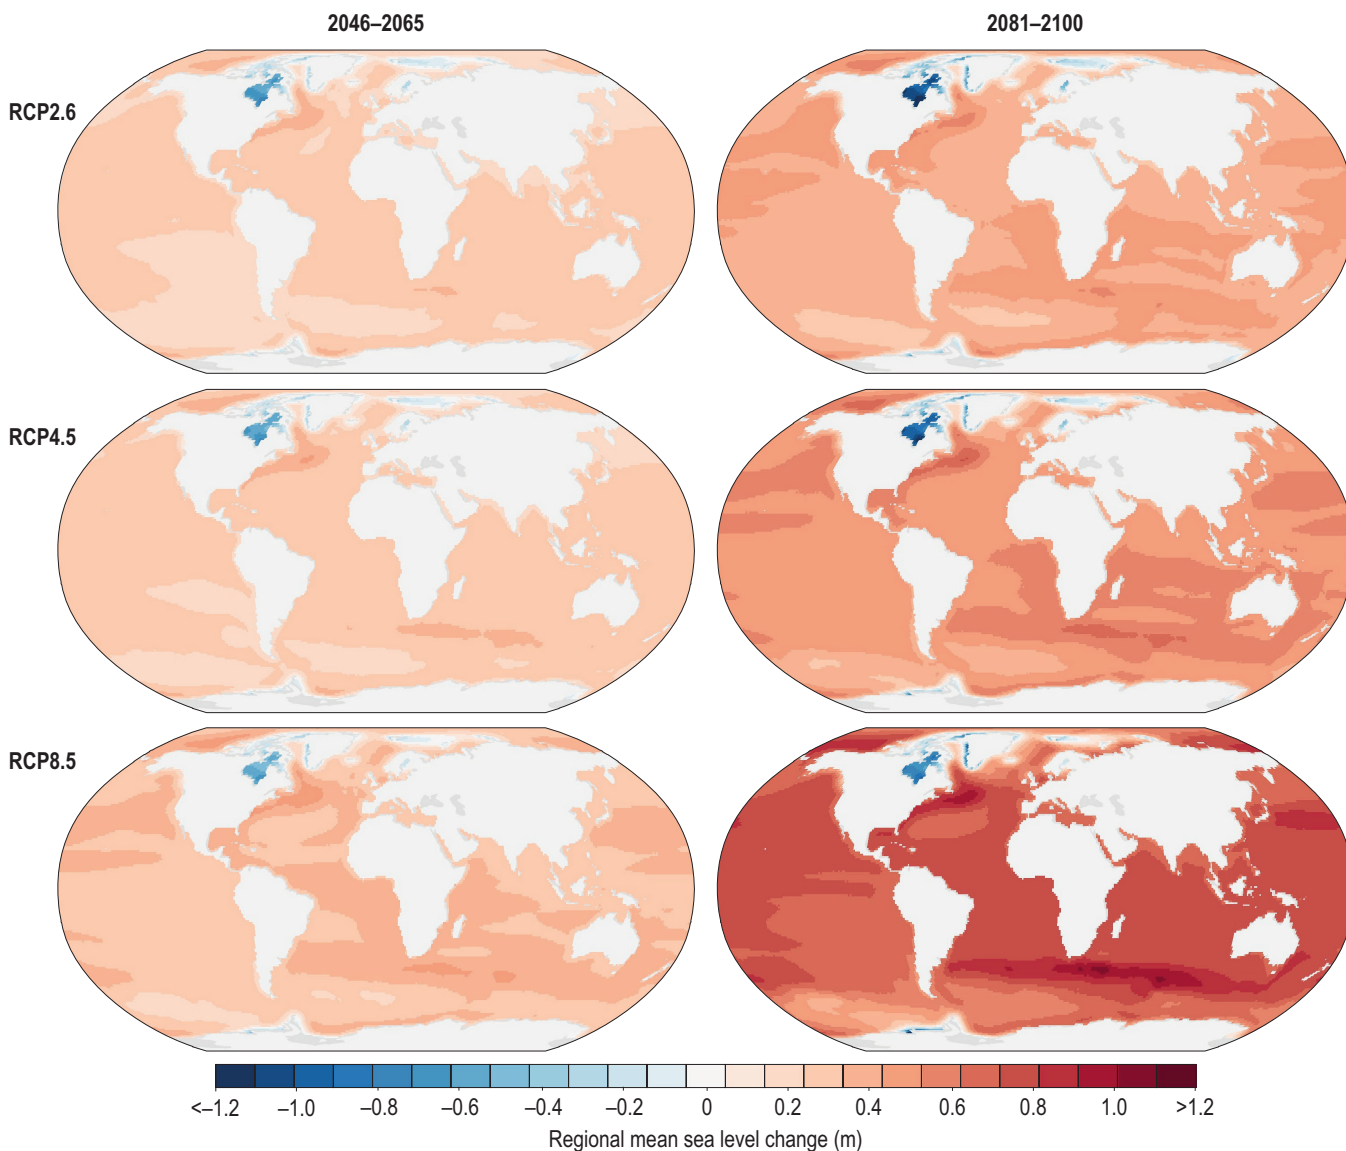 2046–2065
2081–2100
RCP2.6
RCP4.5
RCP8.5
<–1.2 –1.0 –0.8 –0.6 –0.4 –0.2 0 0.2 0.4 0.6 0.8 1.0 >1.2
Regional mean sea level change (m)